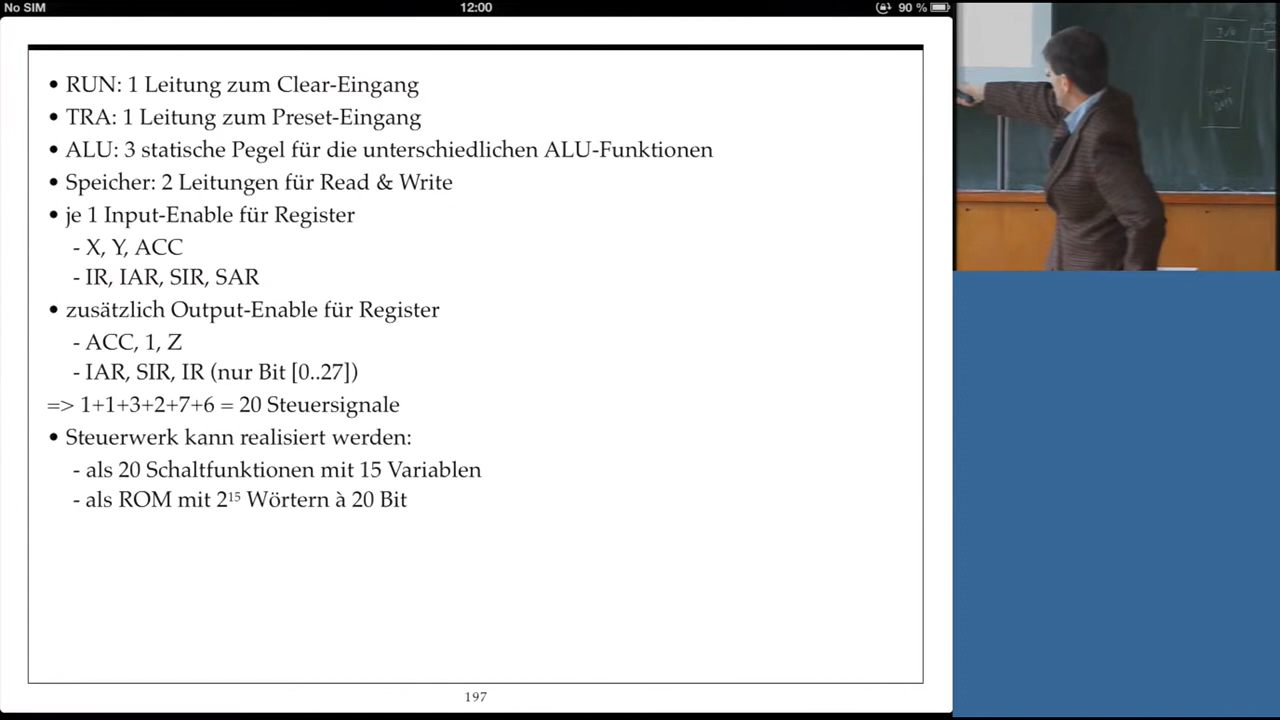 No SIM 12:00 90 %
• RUN: 1 Leitung zum Clear-Eingang
• TRA: 1 Leitung zum Preset-Eingang
• ALU: 3 statische Pegel für die unterschiedlichen ALU-Funktionen
• Speicher: 2 Leitungen für Read & Write
• je 1 Input-Enable für Register
- X, Y, ACC
- IR, IAR, SIR, SAR
• zusätzlich Output-Enable für Register
- ACC, 1, Z
- IAR, SIR, IR (nur Bit [0..27])
=> 1+1+3+2+7+6 = 20 Steuersignale
• Steuerwerk kann realisiert werden:
- als 20 Schaltfunktionen mit 15 Variablen
- als ROM mit 2¹⁵ Wörtern à 20 Bit
197